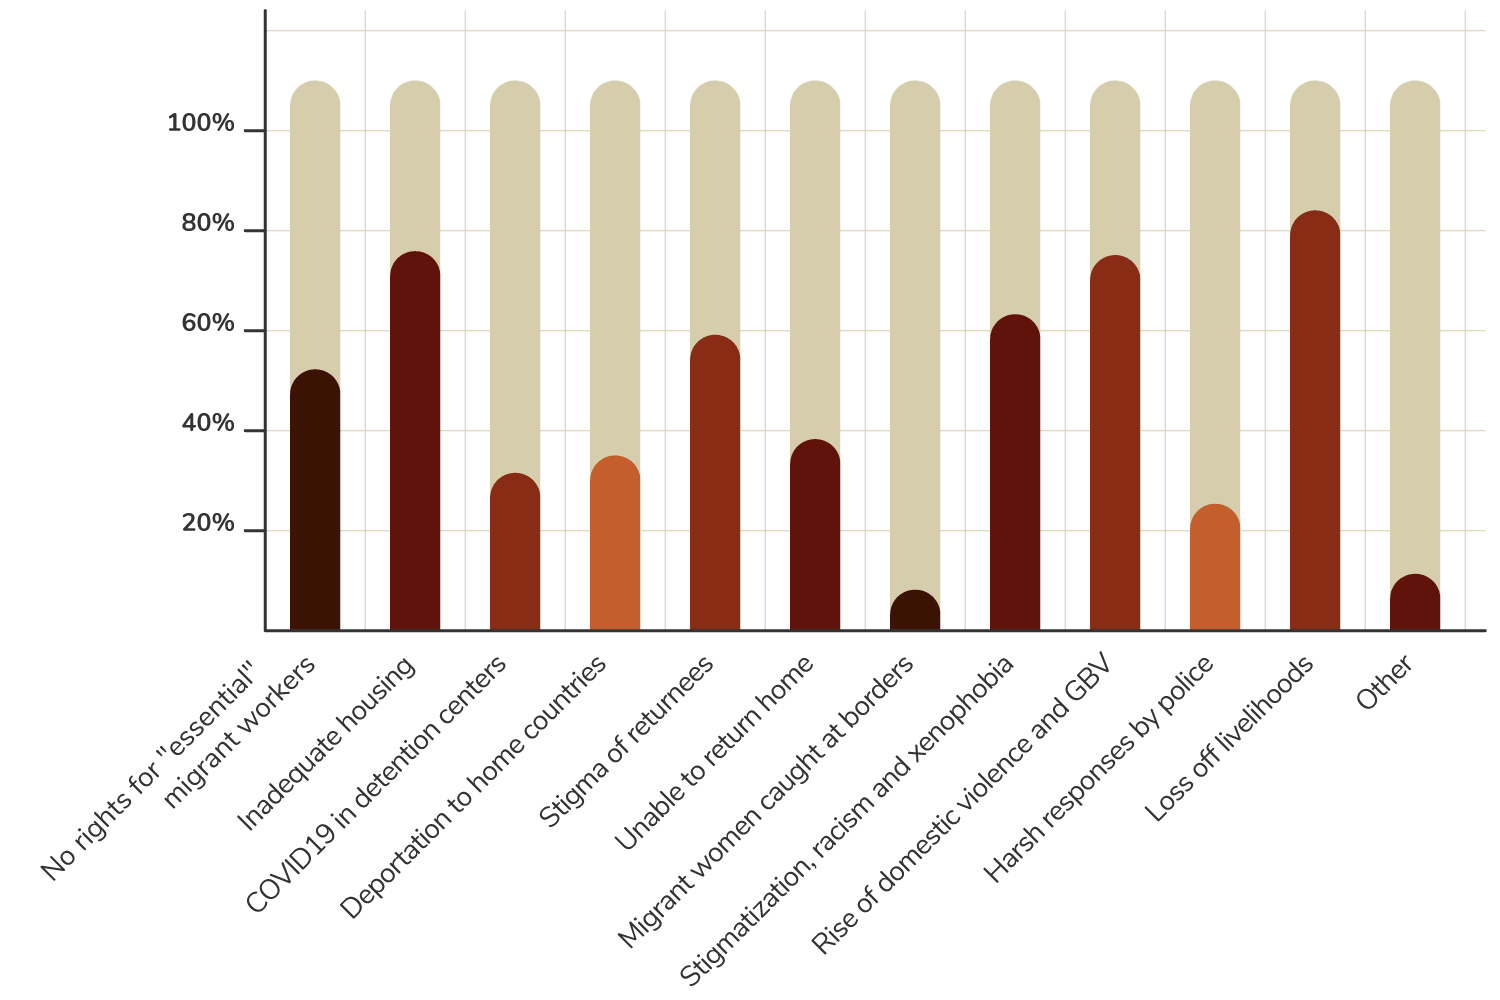 100%
80%
60%
40%
20%
No rights for "essential"
migrant workers
Inadequate housing
COVID19 in detention centers
Deportation to home countries
Stigma of returnees
Unable to return home
Migrant women caught at borders
Stigmatization, racism and xenophobia
Rise of domestic violence and GBV
Harsh responses by police
Loss off livelihoods
Other